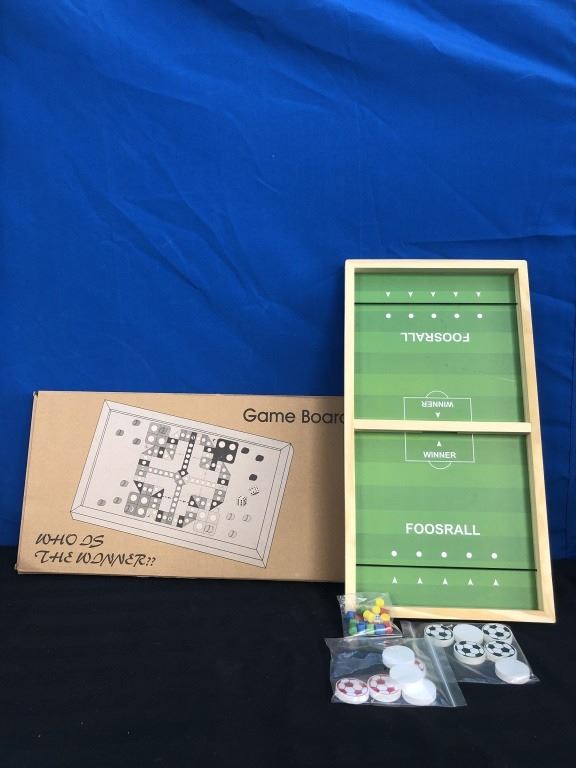 Game Board
WHO IS
THE WINNER??
FOOSRALL
WINNER
WINNER
FOOSRALL